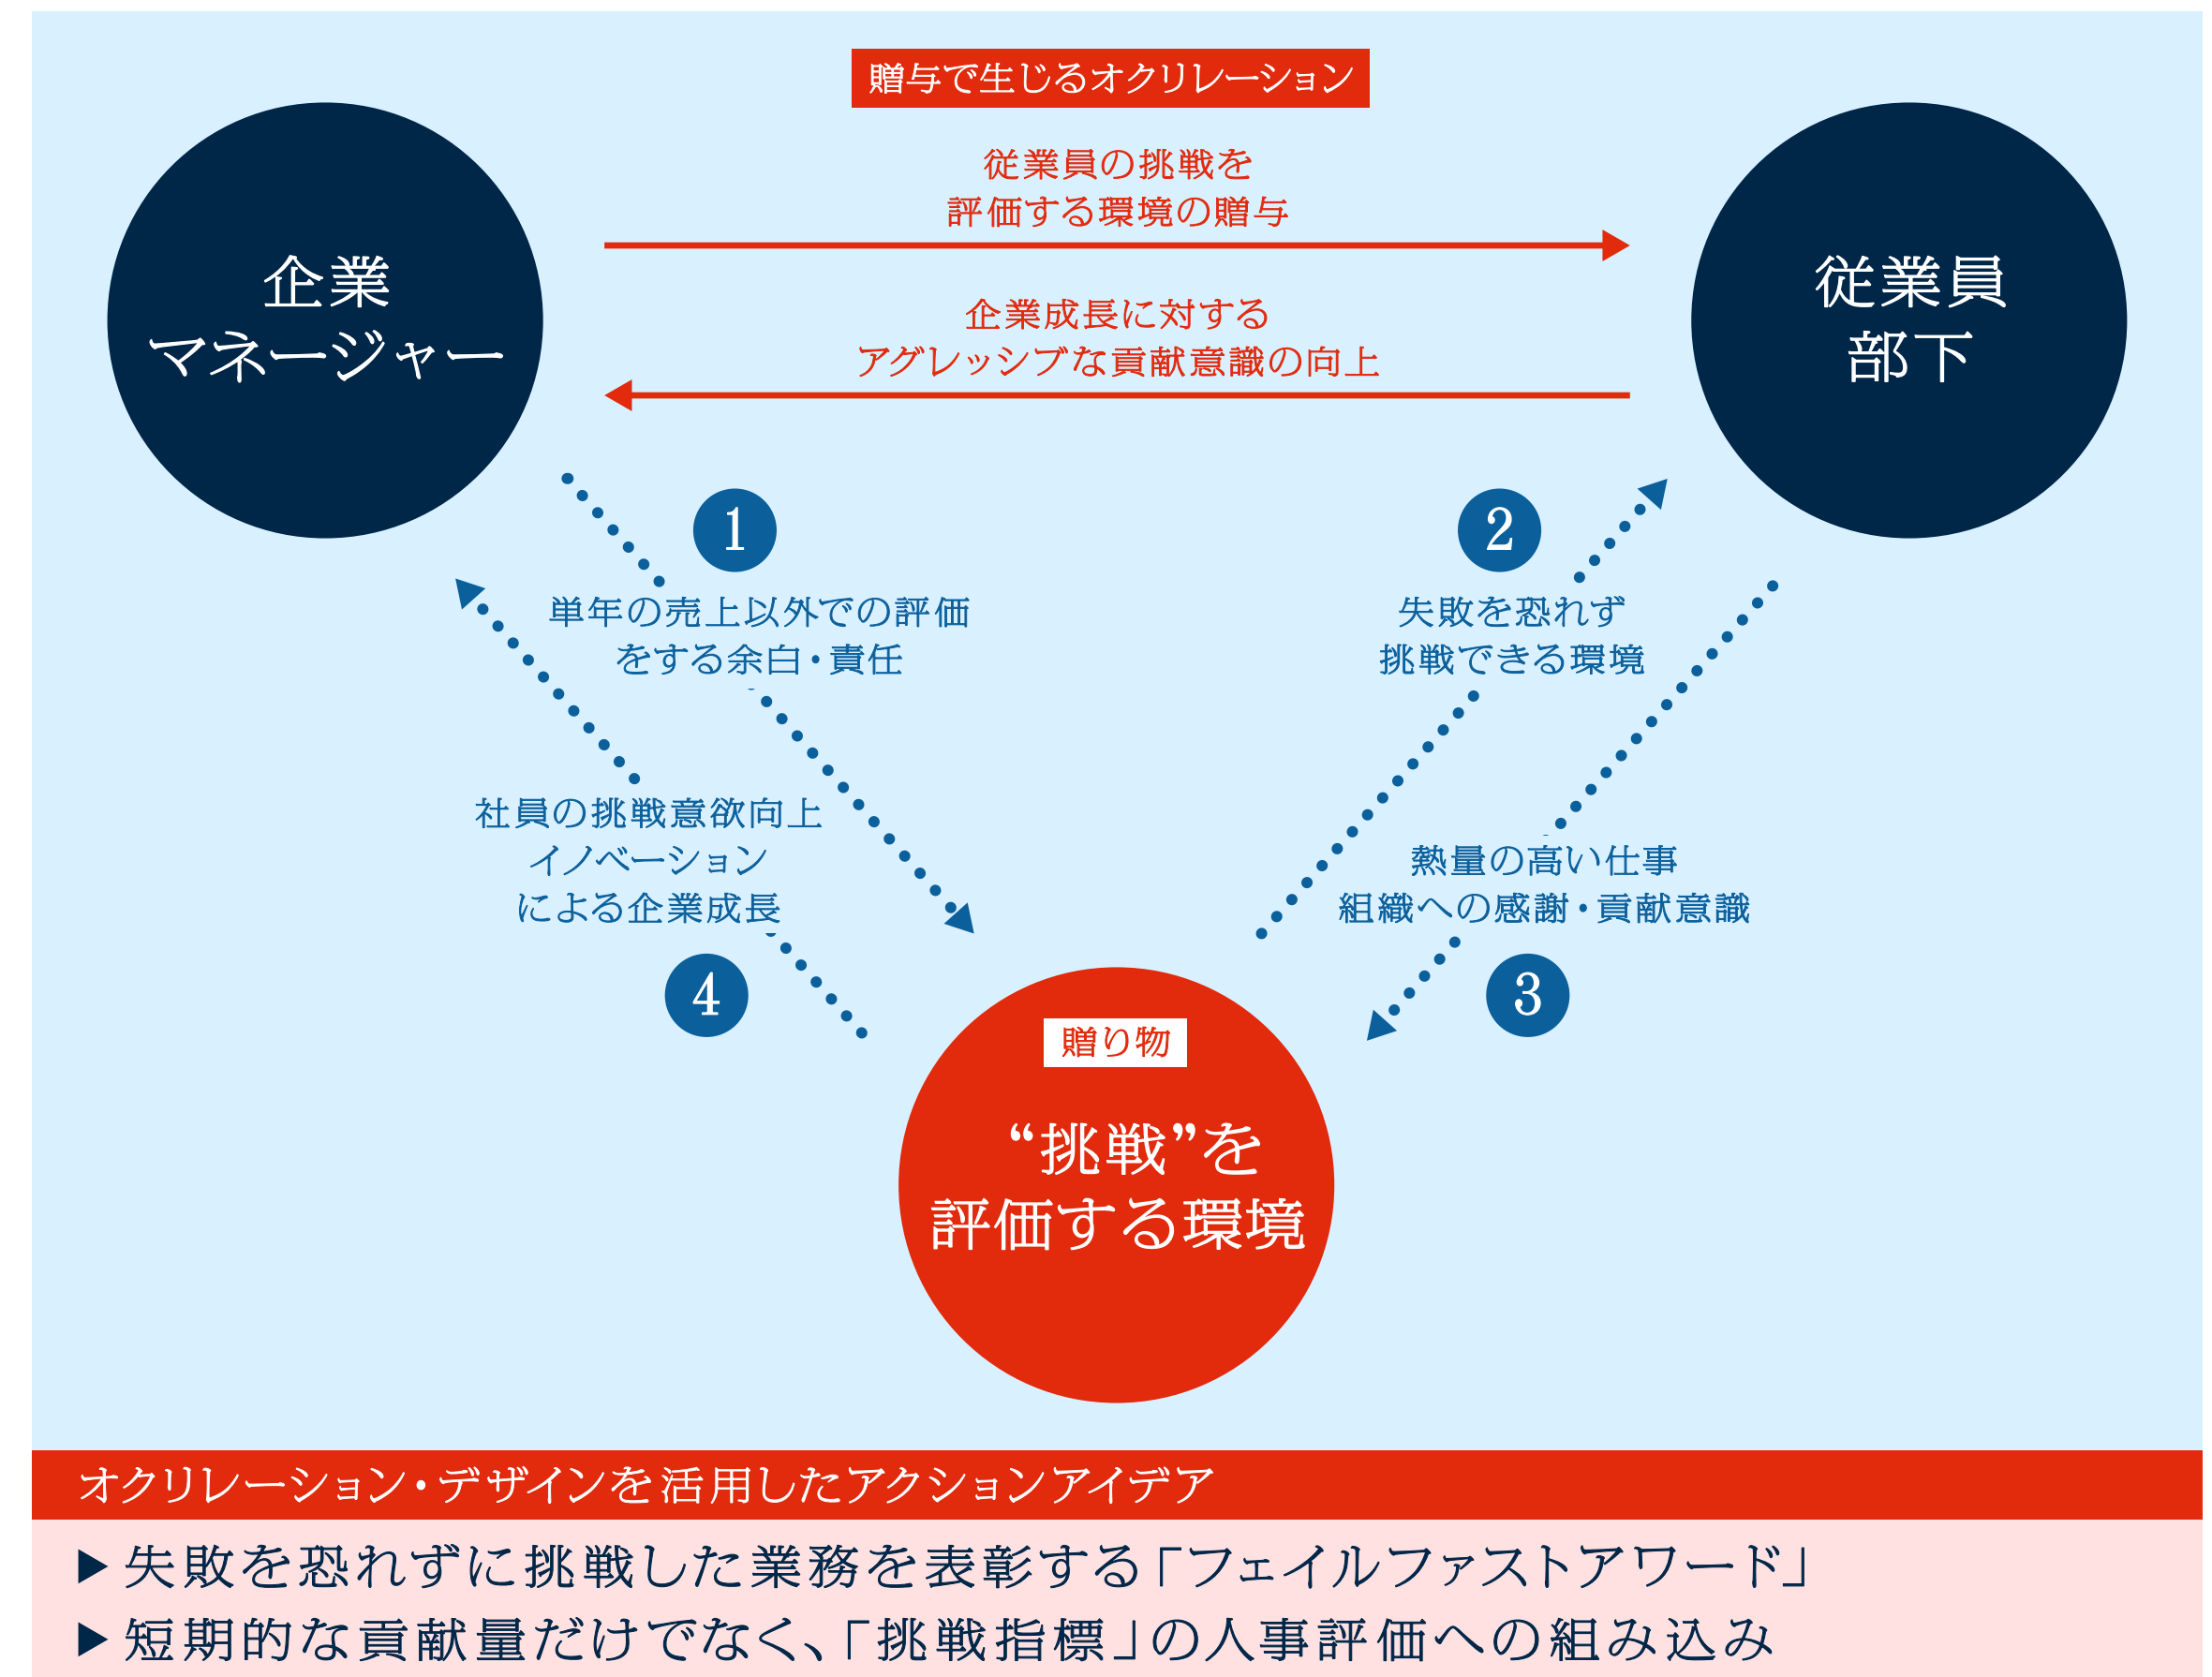 贈与で生じるオクリレーション
従業員の挑戦を
評価する環境の贈与
企業
マネージャー
従業員
部下
企業成長に対する
アグレッシブな貢献意識の向上
1
単年の売上以外での評価
をする余白・責任
2
失敗を恐れず
挑戦できる環境
社員の挑戦意欲向上
イノベーション
による企業成長
4
熱量の高い仕事
組織への感謝・貢献意識
3
贈り物
“挑戦”を
評価する環境
オクリレーション・デザインを活用したアクションアイデア
▶失敗を恐れずに挑戦した業務を表彰する「フェイルファストアワード」
▶短期的な貢献量だけでなく、「挑戦指標」の人事評価への組み込み